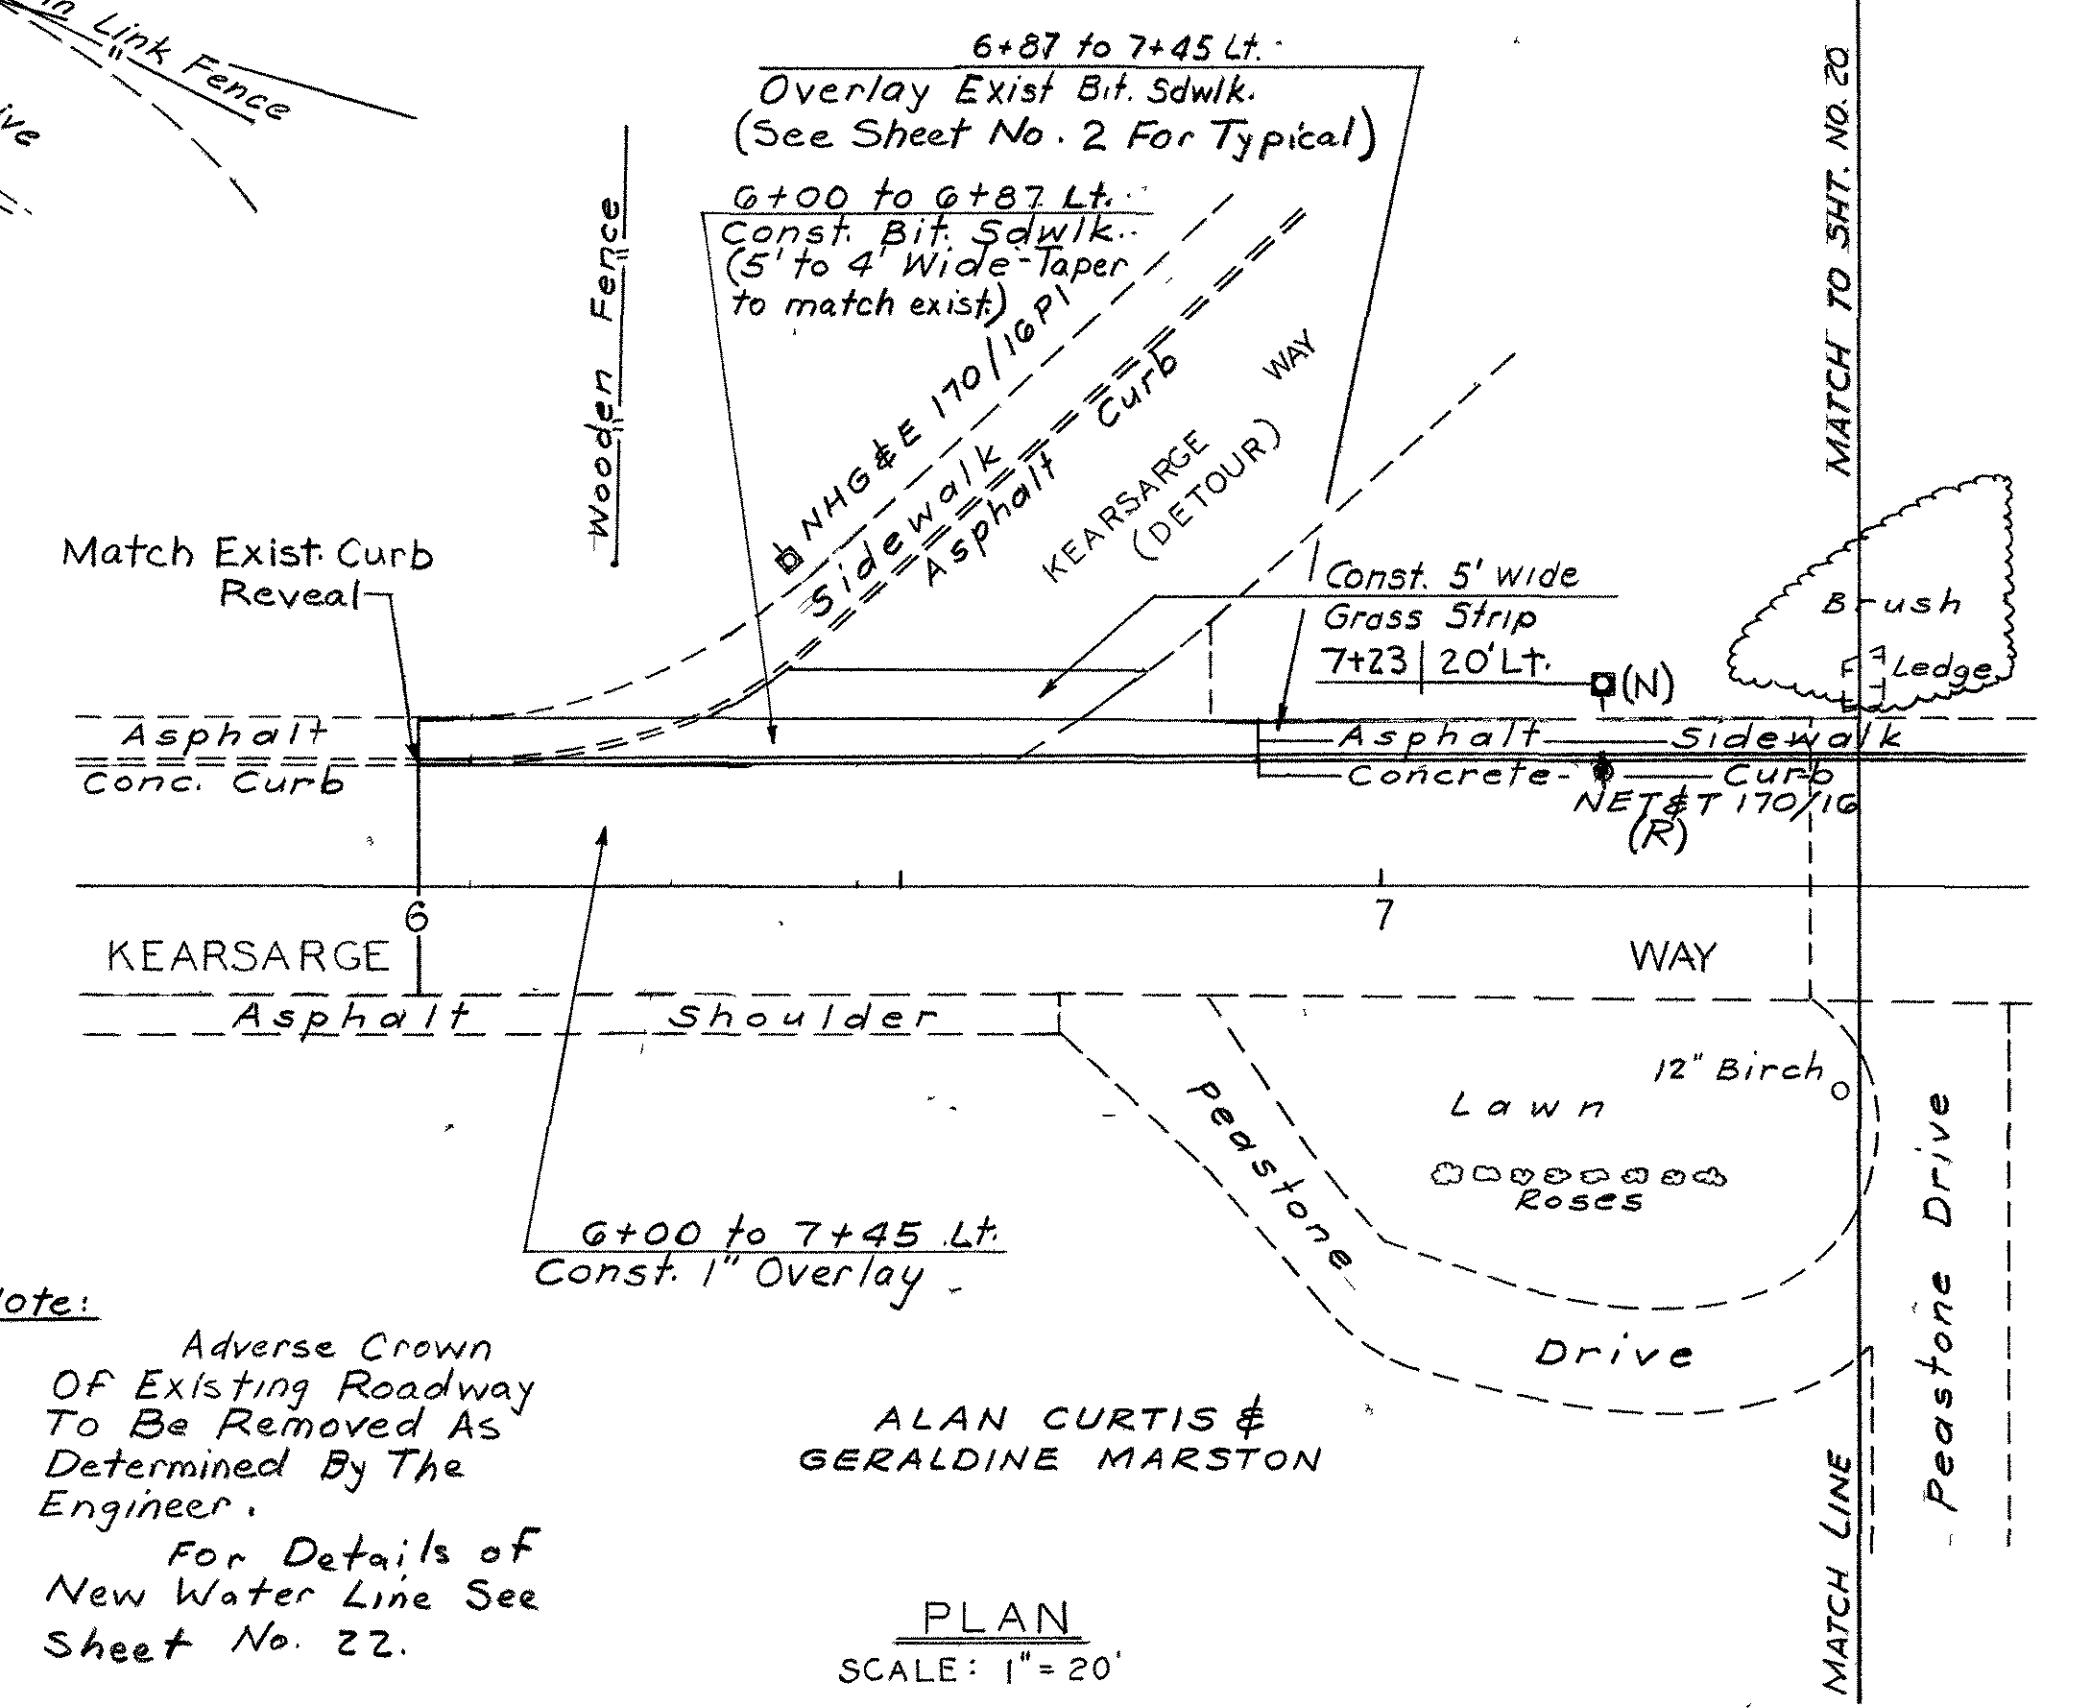 Link Fence
6+87 to 7+45 Lt.
Overlay Exist Bit. Sdwlk.
(See Sheet No. 2 For Typical)
6+00 to 6+87 Lt.
Const. Bit. Sdwlk.
(5' to 4' Wide-Taper
to match exist.)
Wooden Fence
NHG&E 170/16P1
Sidewalk
Asphalt Curb
KEARSARGE WAY
(DETOUR)
MATCH TO SHT. NO. 20
Match Exist. Curb
Reveal
Const. 5' wide
Grass Strip
7+23 | 20' Lt.
(N)
Brush
Ledge
Asphalt
Conc. Curb
Asphalt Sidewalk
Concrete Curb
NET&T 170/16
(R)
6
7
KEARSARGE WAY
Asphalt Shoulder
12" Birch
Lawn
Roses
Peastone
Drive
Peastone Drive
6+00 to 7+45 Lt.
Const. 1" Overlay
Adverse Crown
Of Existing Roadway
To Be Removed As
Determined By The
Engineer.
For Details of
New Water Line See
Sheet No. 22.
ALAN CURTIS &
GERALDINE MARSTON
PLAN
SCALE: 1" = 20'
MATCH LINE